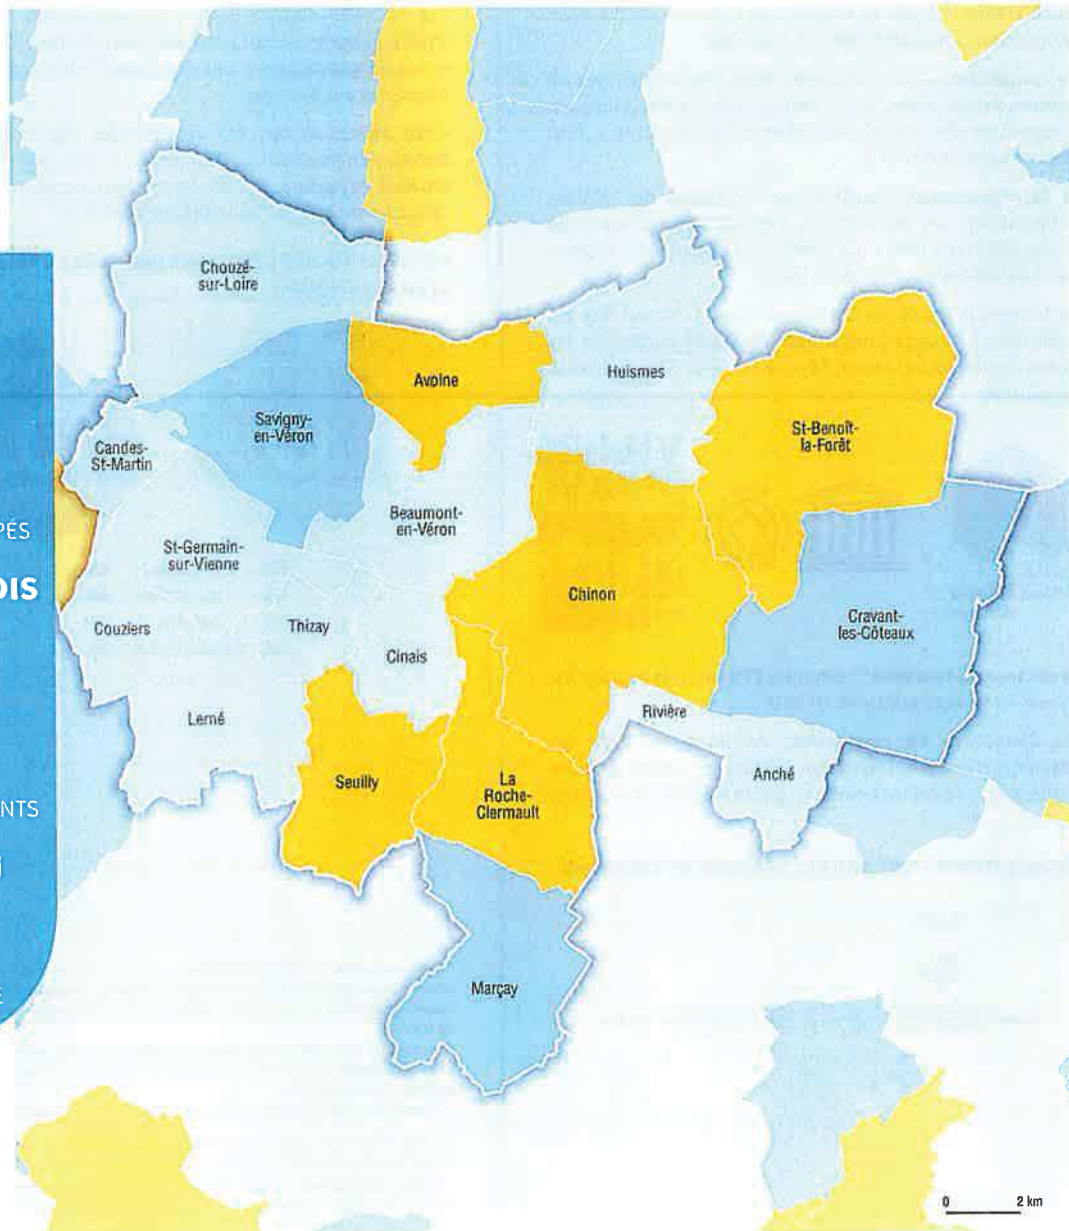 PÉS
OIS
NTS
Chouzé-
sur-Loire
Avoine
Huismes
St-Benoît-
la-Forêt
Savigny-
en-Véron
Candes-
St-Martin
Beaumont-
en-Véron
St-Germain-
sur-Vienne
Chinon
Cravant-
les-Côteaux
Couziers
Thizay
Cinais
Lerné
Rivière
Seuilly
La
Roche-
Clermault
Anché
Marçay
0 2 km